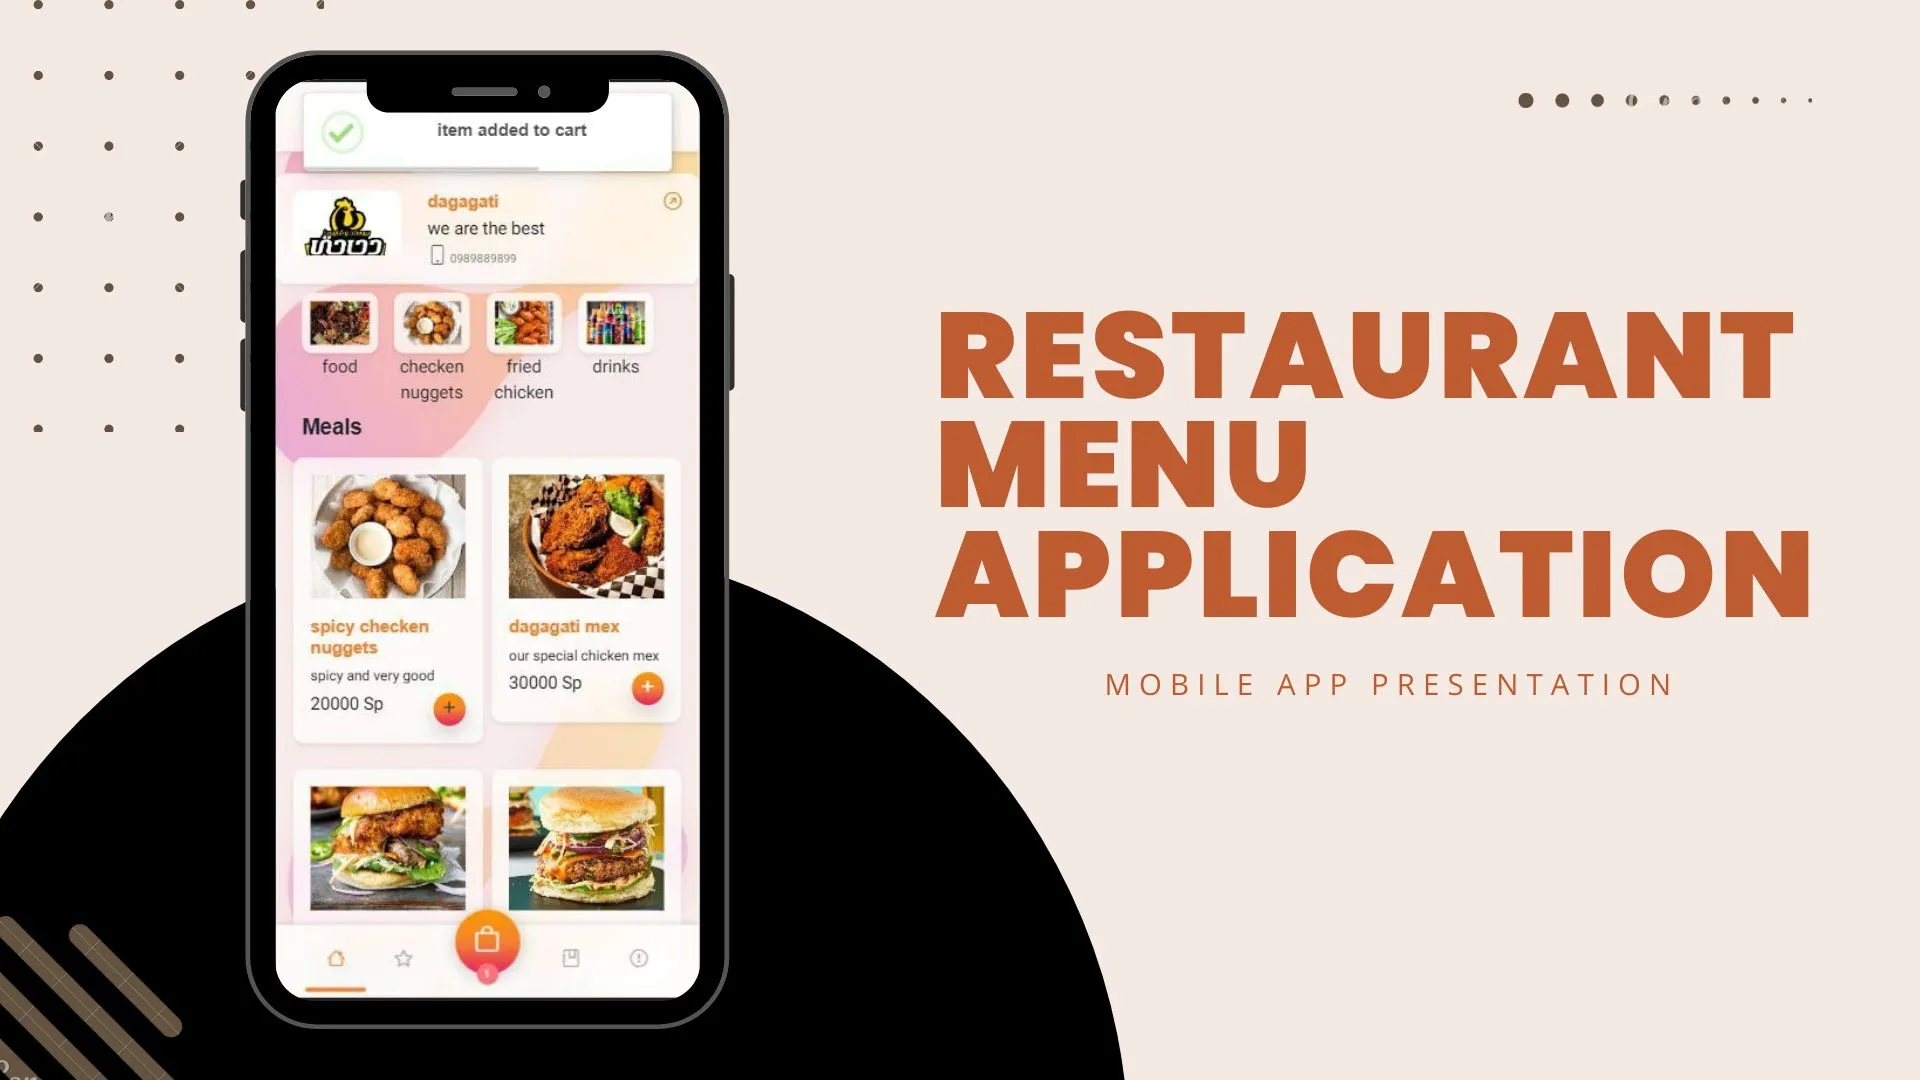 item added to cart
dagagati
we are the best
0989889899
food
checken
nuggets
fried
chicken
drinks
Meals
spicy checken
nuggets
spicy and very good
20000 Sp
dagagati mex
our special chicken mex
30000 Sp
1
RESTAURANT
MENU
APPLICATION
MOBILE APP PRESENTATION